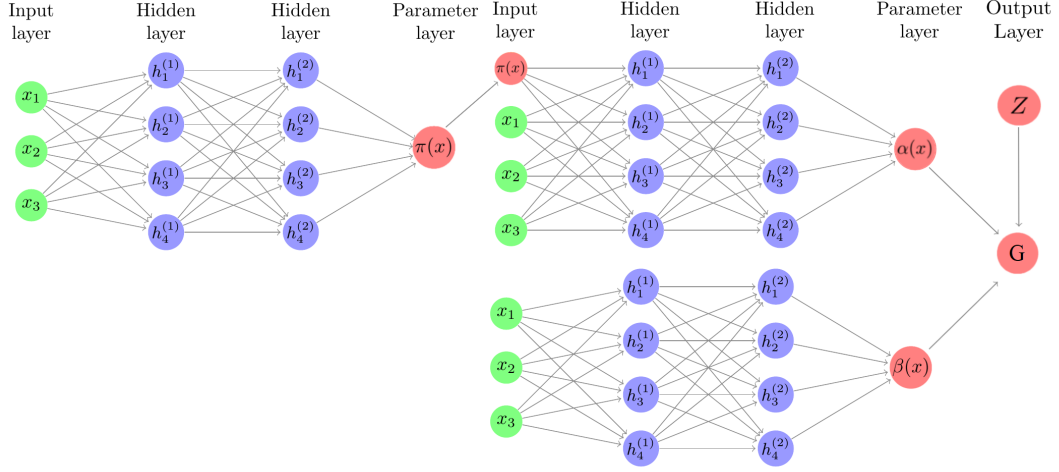 Input layer
Hidden layer
Hidden layer
Parameter layer
Input layer
Hidden layer
Hidden layer
Parameter layer
Output Layer
x₁
x₂
x₃
h₁⁽¹⁾
h₂⁽¹⁾
h₃⁽¹⁾
h₄⁽¹⁾
h₁⁽²⁾
h₂⁽²⁾
h₃⁽²⁾
h₄⁽²⁾
π(x)
π(x)
x₁
x₂
x₃
h₁⁽¹⁾
h₂⁽¹⁾
h₃⁽¹⁾
h₄⁽¹⁾
h₁⁽²⁾
h₂⁽²⁾
h₃⁽²⁾
h₄⁽²⁾
α(x)
x₁
x₂
x₃
h₁⁽¹⁾
h₂⁽¹⁾
h₃⁽¹⁾
h₄⁽¹⁾
h₁⁽²⁾
h₂⁽²⁾
h₃⁽²⁾
h₄⁽²⁾
β(x)
Z
G